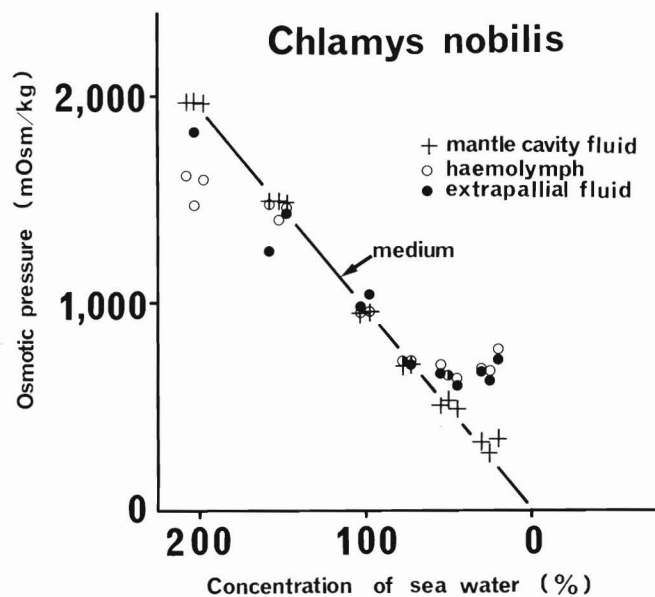 Chlamys nobilis
2,000
1,000
0
Osmotic pressure (mOsm/kg)
mantle cavity fluid
haemolymph
extrapallial fluid
medium
200
100
0
Concentration of sea water (%)